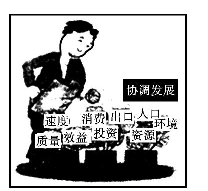 协调发展
速度 消费 出口 人口 环境
质量 效益 投资 资源